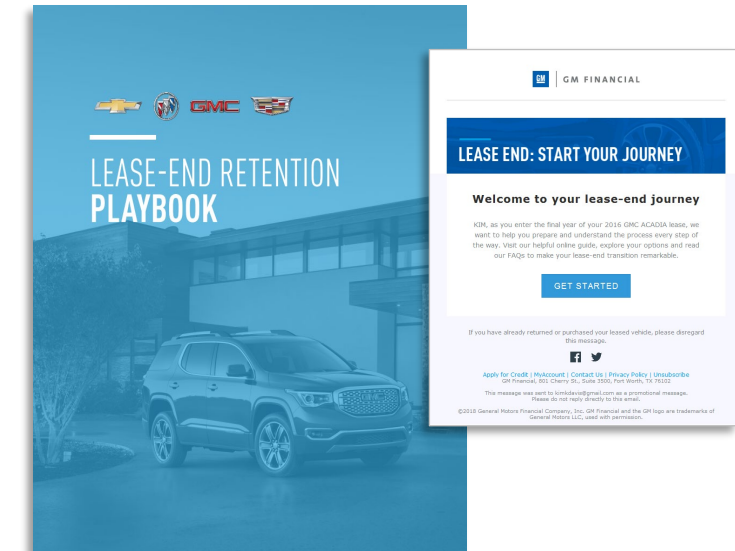 GMC
LEASE-END RETENTION
PLAYBOOK
GM
GM FINANCIAL
LEASE END: START YOUR JOURNEY
Welcome to your lease-end journey
KIM, as you enter the final year of your 2016 GMC ACADIA lease, we
want to help you prepare and understand the process every step of
the way. Visit our helpful online guide, explore your options and read
our FAQs to make your lease-end transition remarkable.
GET STARTED
If you have already returned or purchased your leased vehicle, please disregard
this message.
Apply for Credit | MyAccount | Contact Us | Privacy Policy | Unsubscribe
GM Financial, 801 Cherry St., Suite 3500, Fort Worth, TX 76102
This message was sent to kimkdavis@gmail.com as a promotional message.
Please do not reply directly to this email.
©2018 General Motors Financial Company, Inc. GM Financial and the GM logo are trademarks of
General Motors LLC, used with permission.